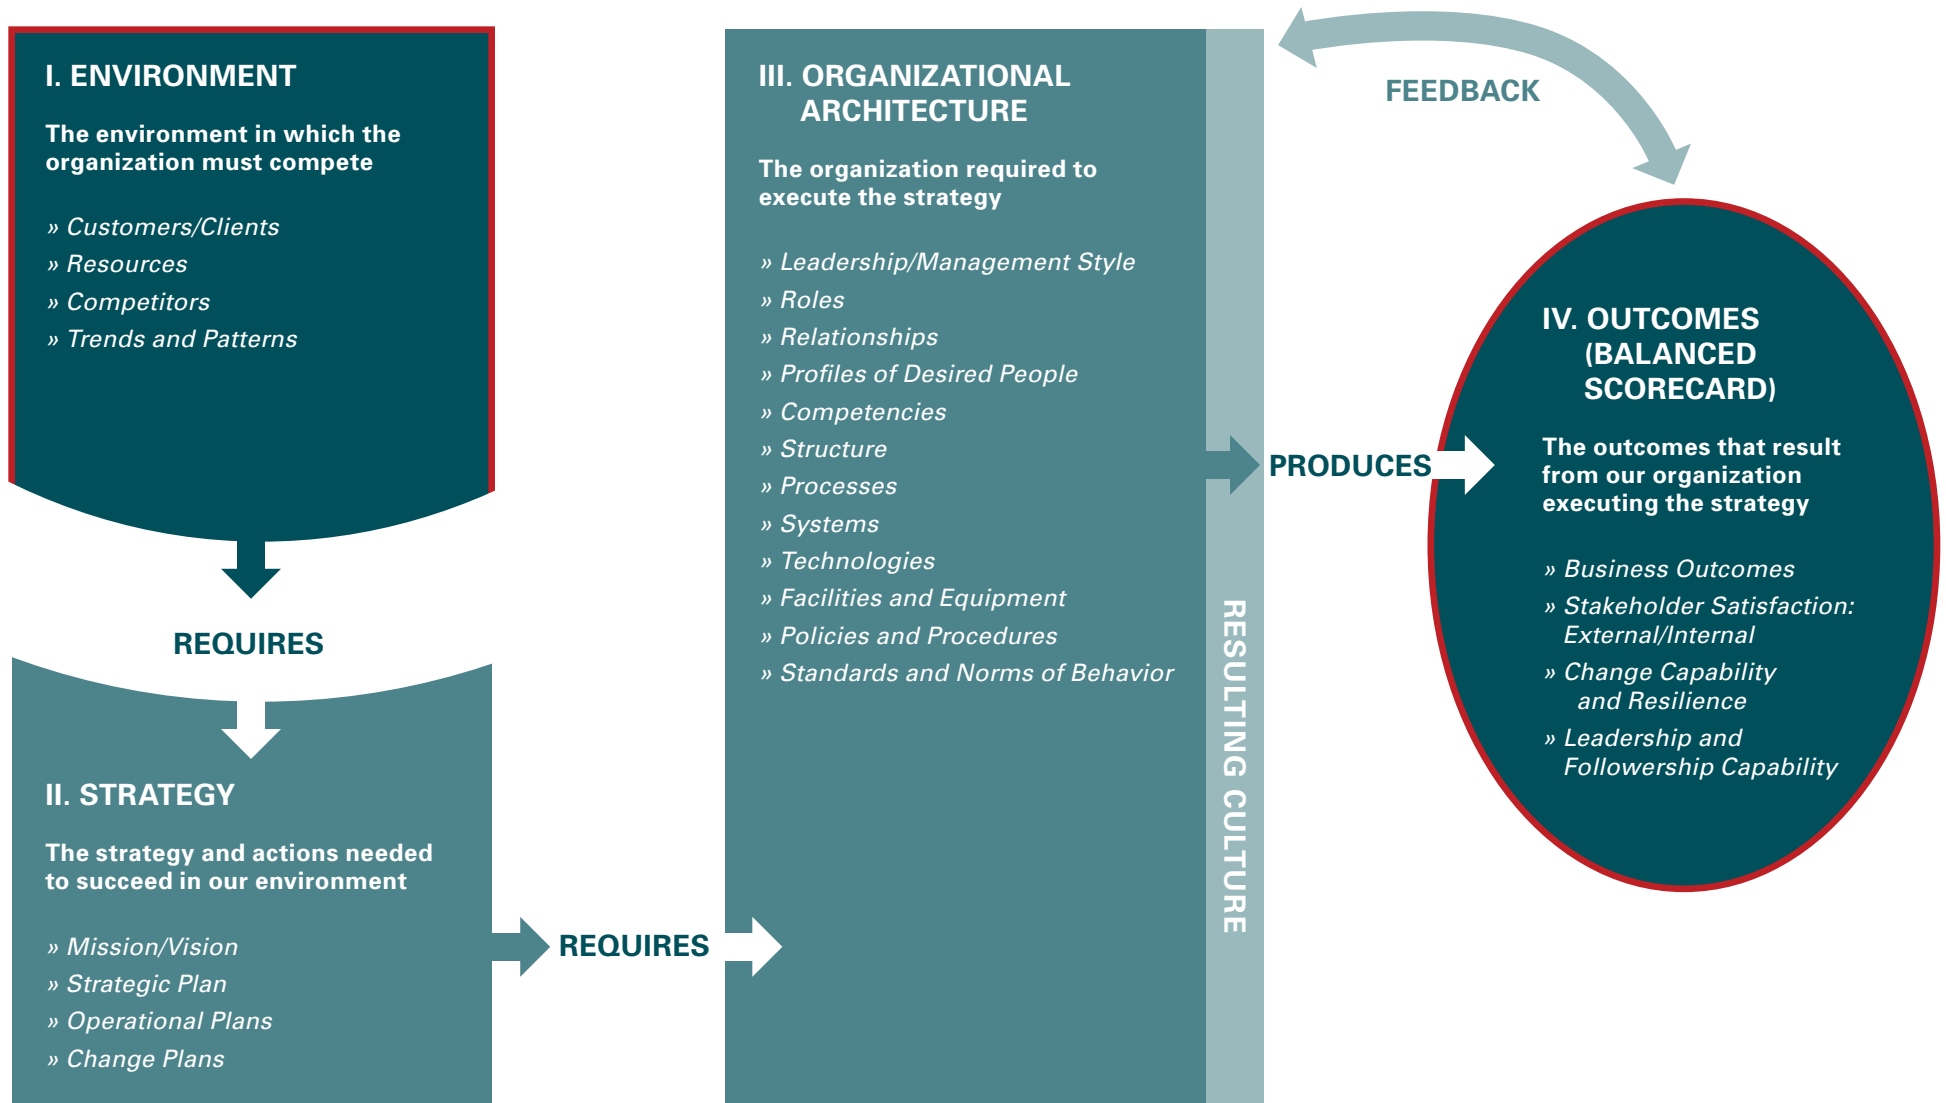 I. ENVIRONMENT
The environment in which the
organization must compete
» Customers/Clients
» Resources
» Competitors
» Trends and Patterns
REQUIRES
II. STRATEGY
The strategy and actions needed
to succeed in our environment
» Mission/Vision
» Strategic Plan
» Operational Plans
» Change Plans
REQUIRES
III. ORGANIZATIONAL
ARCHITECTURE
The organization required to
execute the strategy
» Leadership/Management Style
» Roles
» Relationships
» Profiles of Desired People
» Competencies
» Structure
» Processes
» Systems
» Technologies
» Facilities and Equipment
» Policies and Procedures
» Standards and Norms of Behavior
RESULTING CULTURE
PRODUCES
FEEDBACK
IV. OUTCOMES
(BALANCED
SCORECARD)
The outcomes that result
from our organization
executing the strategy
» Business Outcomes
» Stakeholder Satisfaction:
External/Internal
» Change Capability
and Resilience
» Leadership and
Followership Capability